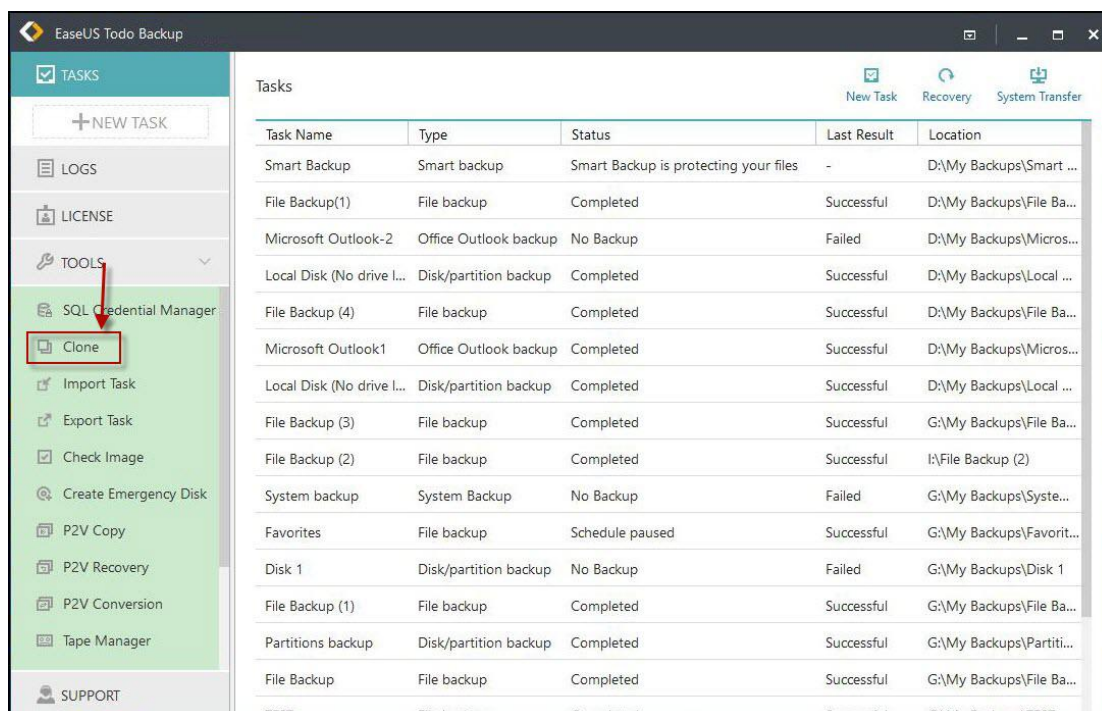 EaseUS Todo Backup
TASKS
NEW TASK
LOGS
LICENSE
TOOLS
SQL Credential Manager
Clone
Import Task
Export Task
Check Image
Create Emergency Disk
P2V Copy
P2V Recovery
P2V Conversion
Tape Manager
SUPPORT
Tasks
New Task Recovery System Transfer
Task Name Type Status Last Result Location
Smart Backup Smart backup Smart Backup is protecting your files - D:\My Backups\Smart ...
File Backup(1) File backup Completed Successful D:\My Backups\File Ba...
Microsoft Outlook-2 Office Outlook backup No Backup Failed D:\My Backups\Micros...
Local Disk (No drive l... Disk/partition backup Completed Successful D:\My Backups\Local ...
File Backup (4) File backup Completed Successful D:\My Backups\File Ba...
Microsoft Outlook1 Office Outlook backup Completed Successful D:\My Backups\Micros...
Local Disk (No drive l... Disk/partition backup Completed Successful D:\My Backups\Local ...
File Backup (3) File backup Completed Successful G:\My Backups\File Ba...
File Backup (2) File backup Completed Successful I:\File Backup (2)
System backup System Backup No Backup Failed G:\My Backups\Syste...
Favorites File backup Schedule paused Successful G:\My Backups\Favorit...
Disk 1 Disk/partition backup No Backup Failed G:\My Backups\Disk 1
File Backup (1) File backup Completed Successful G:\My Backups\File Ba...
Partitions backup Disk/partition backup Completed Successful G:\My Backups\Partiti...
File Backup File backup Completed Successful G:\My Backups\File Ba...